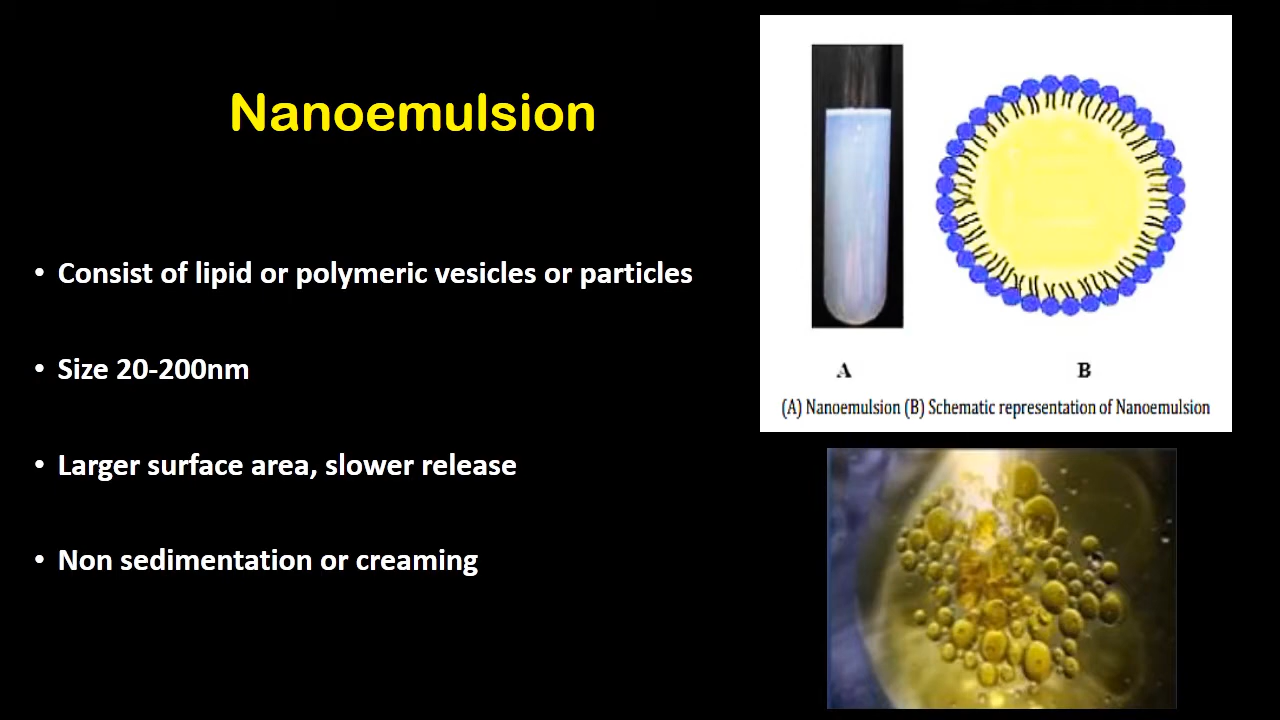 Nanoemulsion
• Consist of lipid or polymeric vesicles or particles
• Size 20-200nm
• Larger surface area, slower release
• Non sedimentation or creaming
A B
(A) Nanoemulsion (B) Schematic representation of Nanoemulsion